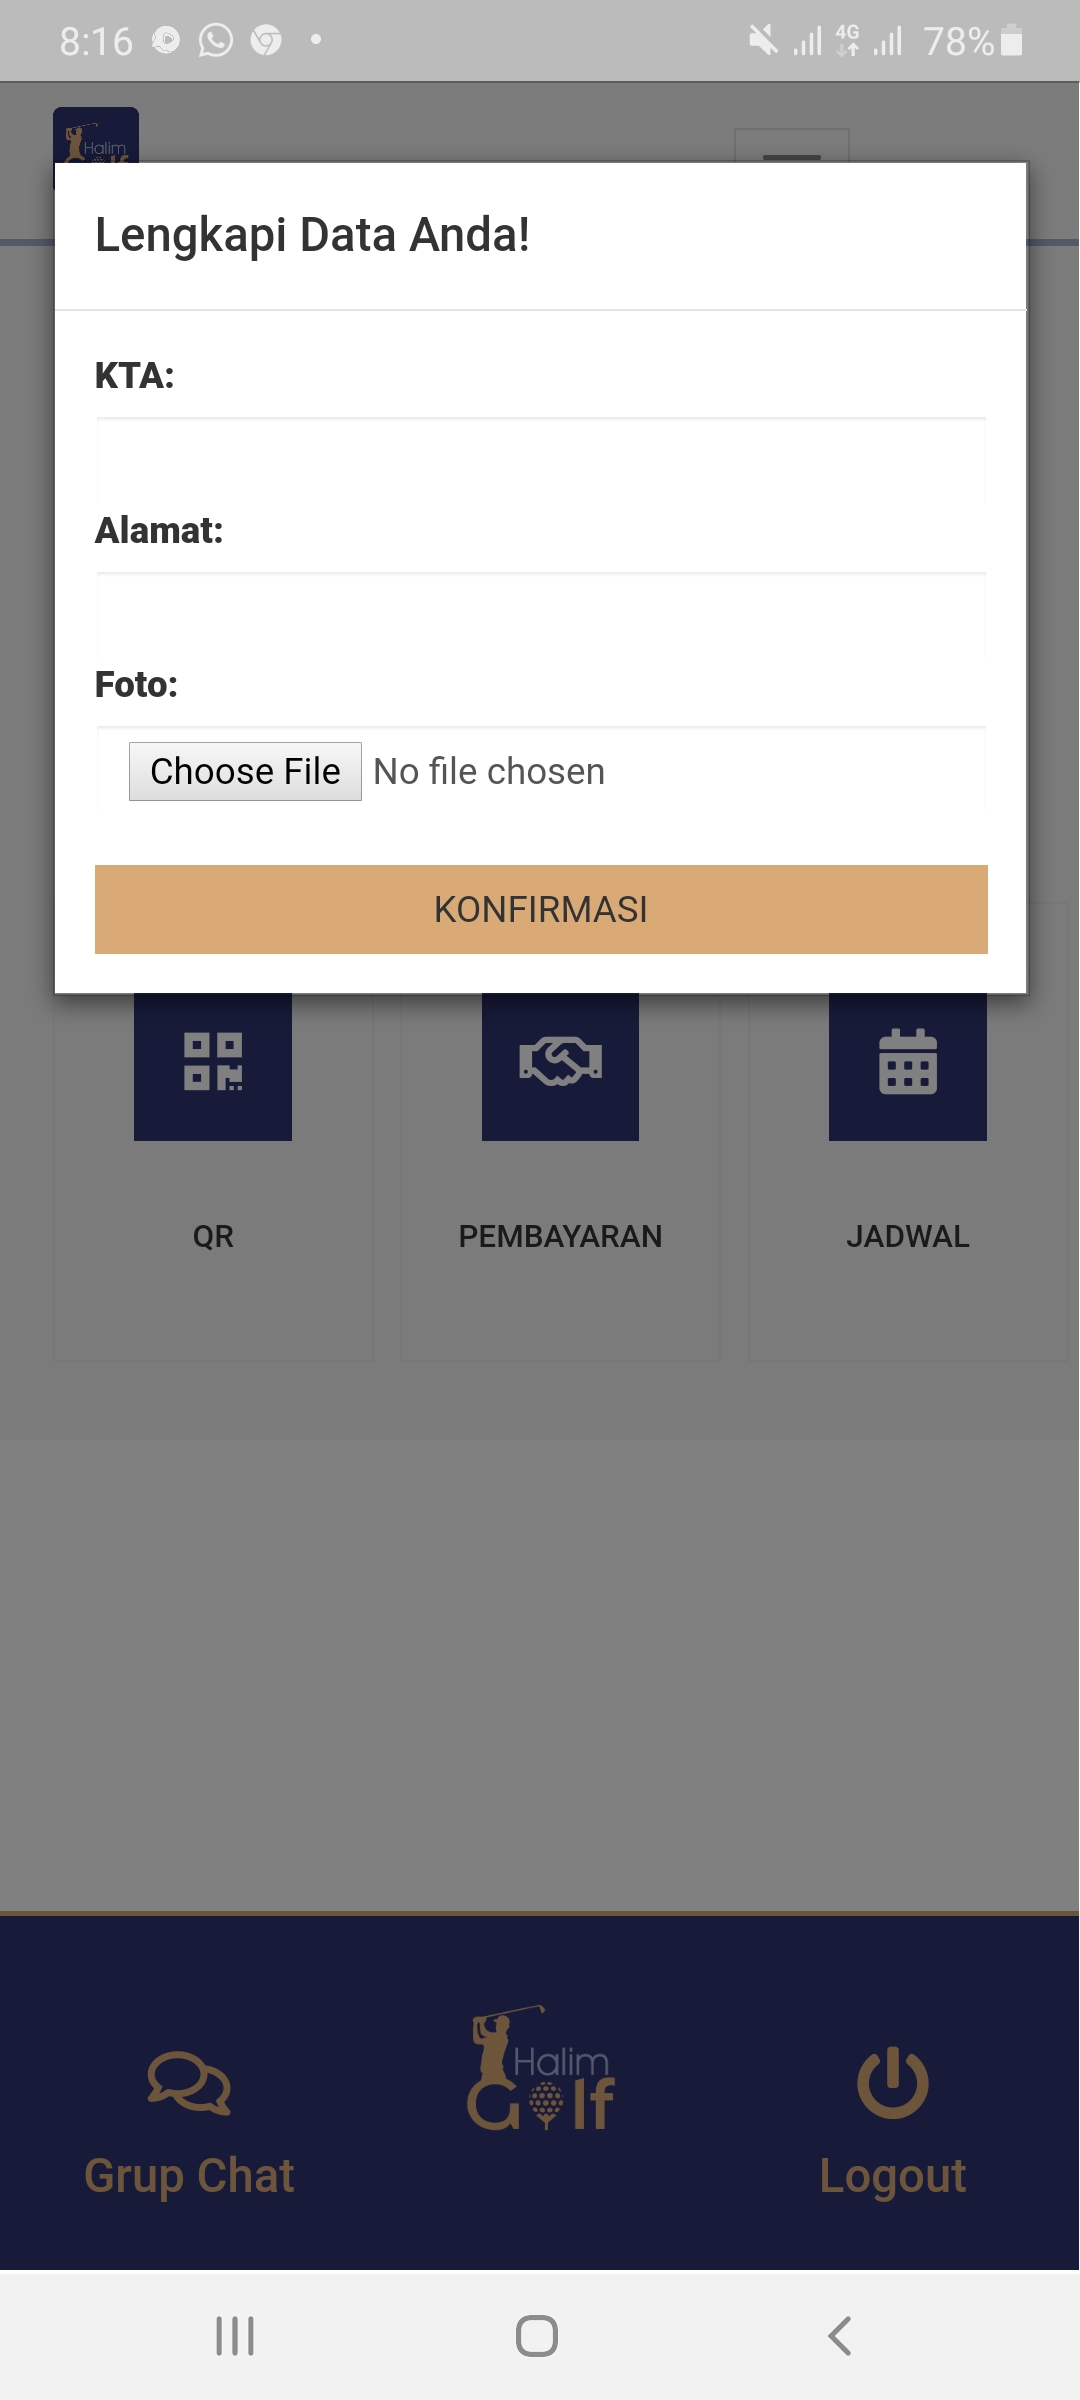 8:16
4G
78%
Halim
Lengkapi Data Anda!
KTA:
Alamat:
Foto:
Choose File No file chosen
KONFIRMASI
QR
PEMBAYARAN
JADWAL
Halim
Golf
Grup Chat
Logout